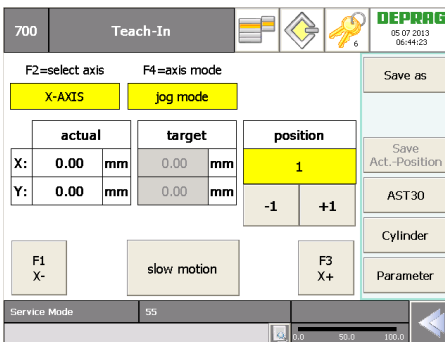 700 Teach-In 6 DEPRAG
05 07 2013
06:44:23
F2=select axis F4=axis mode
X-AXIS jog mode
Save as
actual target position
X: 0.00 mm 0.00 mm 1
Y: 0.00 mm 0.00 mm
-1 +1
Save
Act.-Position
AST30
Cylinder
F1
X-
slow motion
F3
X+
Parameter
Service Mode 55
0.0 50.0 100.0